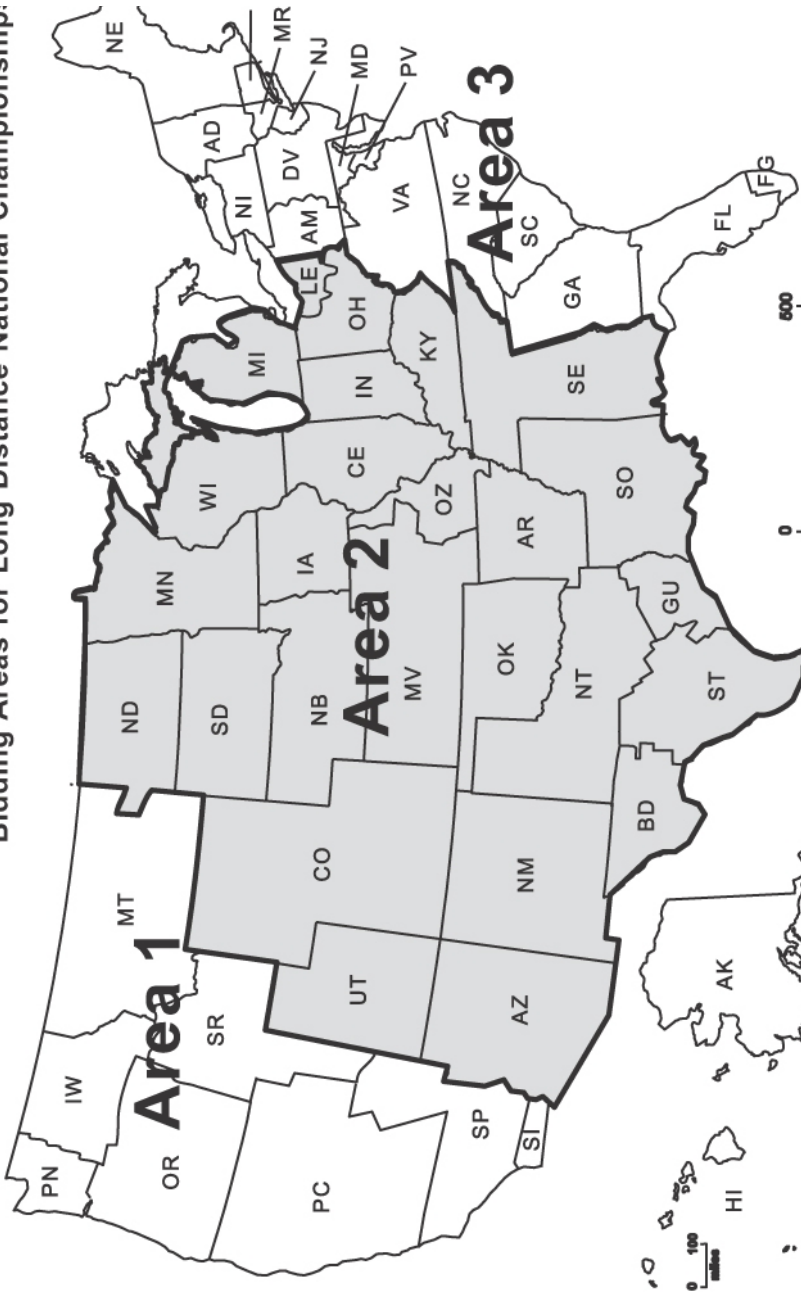 Bidding Areas for Long Distance National Championships
PN
IW
MT
ND
MN
NE
OR
SR
Area 1
SD
WI
MI
NI
AD
MR
NJ
MD
PV
PC
UT
CO
NB
IA
Area 2
MV
CE
IN
OH
LE
AM
DV
VA
SP
SI
AZ
NM
OK
AR
OZ
KY
SE
NC
SC
Area 3
GA
NT
SO
GU
BD
ST
FL
FG
HI
AK
0 100
miles
0
500